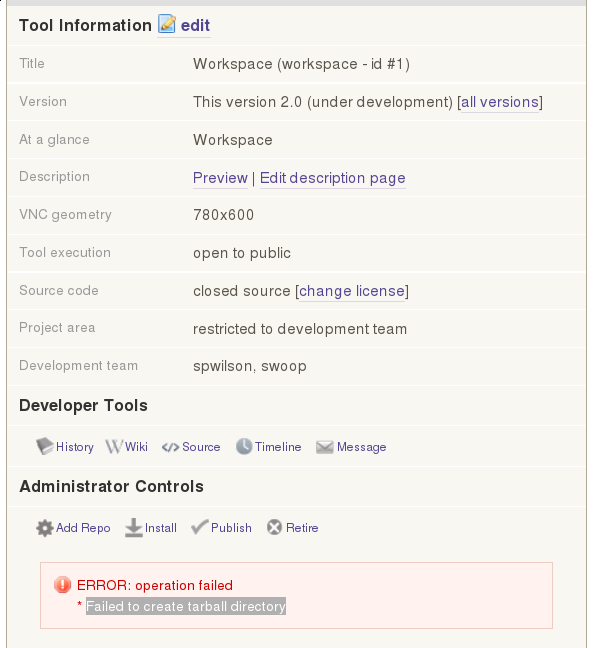 Tool Information edit
Title Workspace (workspace - id #1)
Version This version 2.0 (under development) [all versions]
At a glance Workspace
Description Preview | Edit description page
VNC geometry 780x600
Tool execution open to public
Source code closed source [change license]
Project area restricted to development team
Development team spwilson, swoop
Developer Tools
History Wiki Source Timeline Message
Administrator Controls
Add Repo Install Publish Retire
ERROR: operation failed
* Failed to create tarball directory